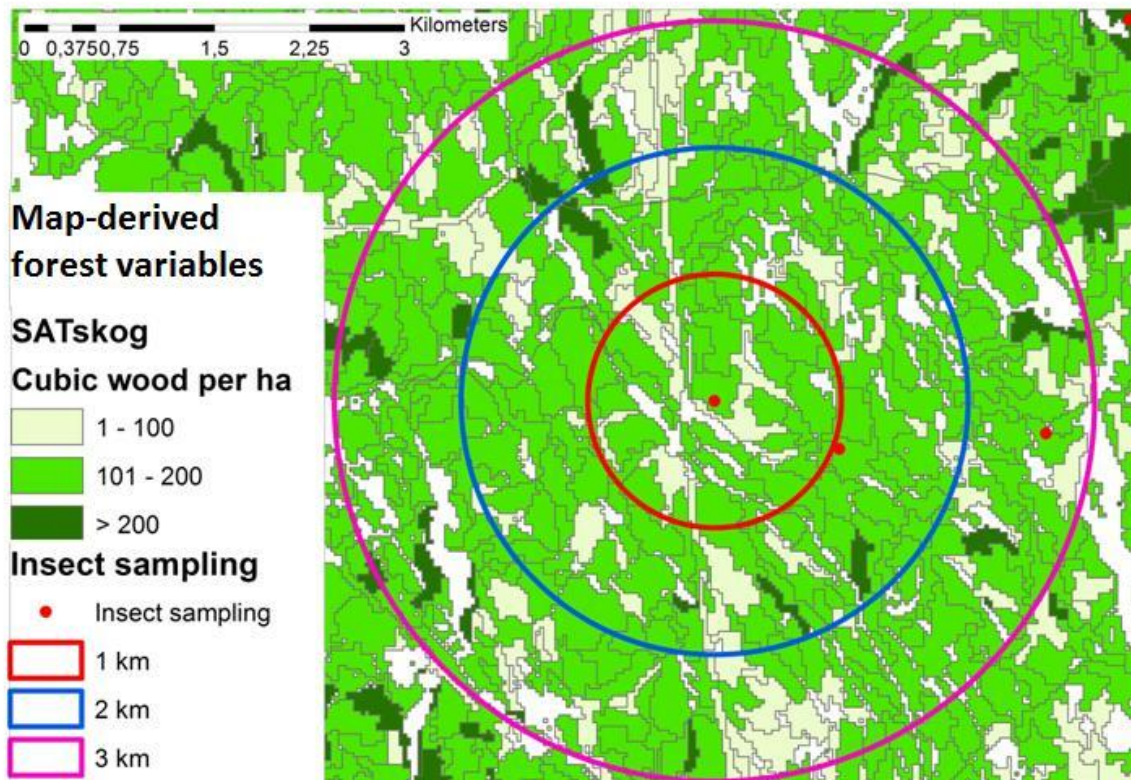 Kilometers
0 0,3750,75 1,5 2,25 3
Map-derived
forest variables
SATskog
Cubic wood per ha
1 - 100
101 - 200
> 200
Insect sampling
Insect sampling
1 km
2 km
3 km